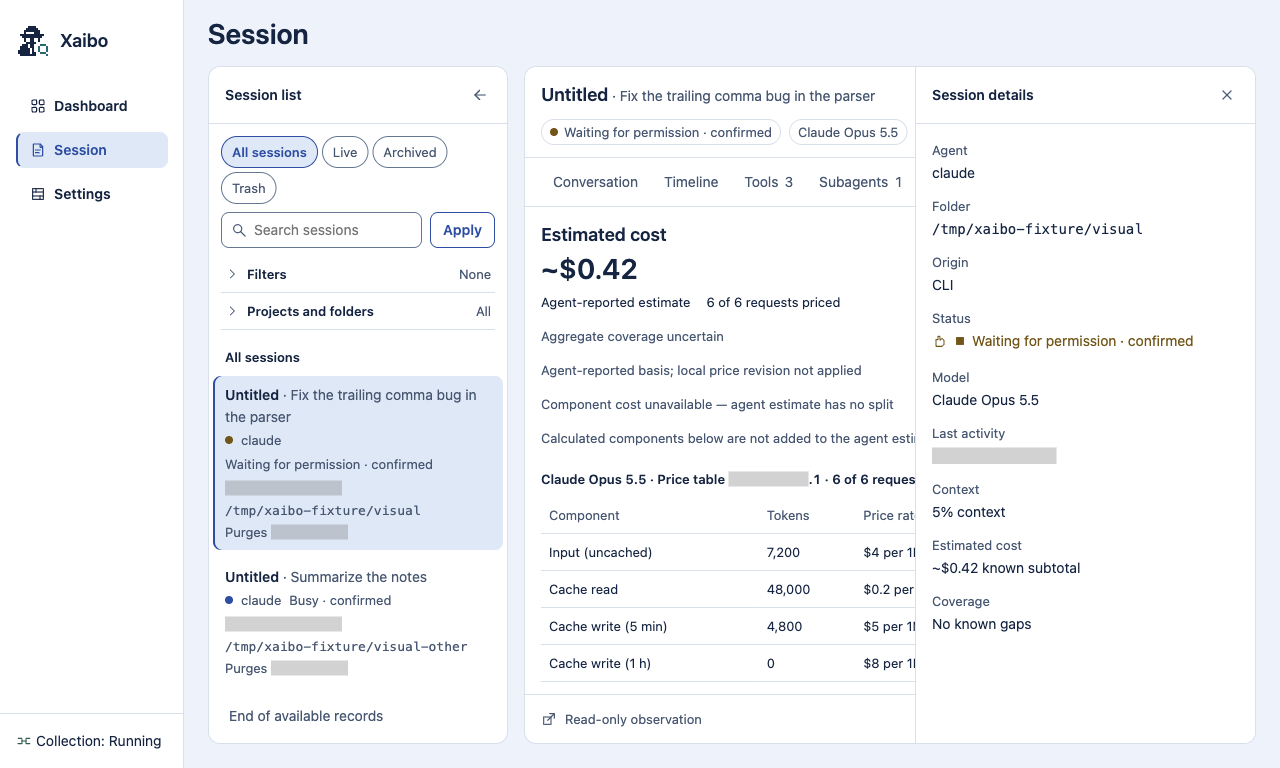 Xaibo
Dashboard
Session
Settings
Collection: Running
Session
Session list
All sessions
Live
Archived
Trash
Search sessions
Apply
Filters
None
Projects and folders
All
All sessions
Untitled · Fix the trailing comma bug in
the parser
claude
Waiting for permission · confirmed
/tmp/xaibo-fixture/visual
Purges
Untitled · Summarize the notes
claude Busy · confirmed
/tmp/xaibo-fixture/visual-other
Purges
End of available records
Untitled · Fix the trailing comma bug in the parser
Waiting for permission · confirmed
Claude Opus 5.5
Conversation
Timeline
Tools 3
Subagents 1
Estimated cost
~$0.42
Agent-reported estimate 6 of 6 requests priced
Aggregate coverage uncertain
Agent-reported basis; local price revision not applied
Component cost unavailable — agent estimate has no split
Calculated components below are not added to the agent
Claude Opus 5.5 · Price table .1 · 6 of 6
Component Tokens Price
Input (uncached) 7,200 $4 per
Cache read 48,000 $0.2 per
Cache write (5 min) 4,800 $5 per
Cache write (1 h) 0 $8 per
Read-only observation
Session details
Agent
claude
Folder
/tmp/xaibo-fixture/visual
Origin
CLI
Status
Waiting for permission · confirmed
Model
Claude Opus 5.5
Last activity
Context
5% context
Estimated cost
~$0.42 known subtotal
Coverage
No known gaps